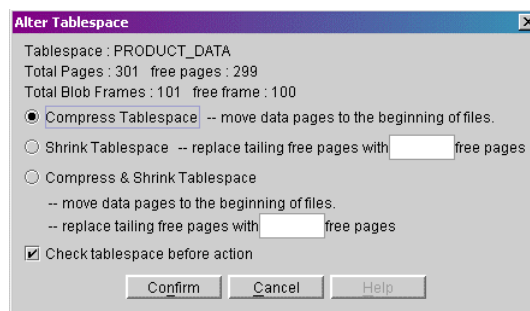 Alter Tablespace
Tablespace : PRODUCT_DATA
Total Pages : 301 free pages : 299
Total Blob Frames : 101 free frame : 100
Compress Tablespace -- move data pages to the beginning of files.
Shrink Tablespace -- replace tailing free pages with free pages
Compress & Shrink Tablespace
-- move data pages to the beginning of files.
-- replace tailing free pages with free pages
Check tablespace before action
Confirm Cancel Help